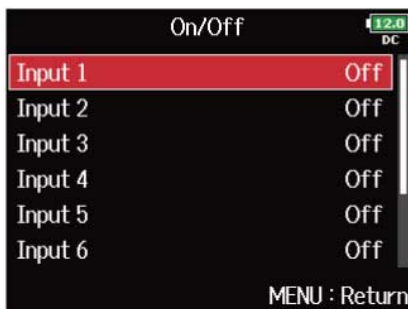 On/Off
12.0
DC
Input 1 Off
Input 2 Off
Input 3 Off
Input 4 Off
Input 5 Off
Input 6 Off
MENU : Return